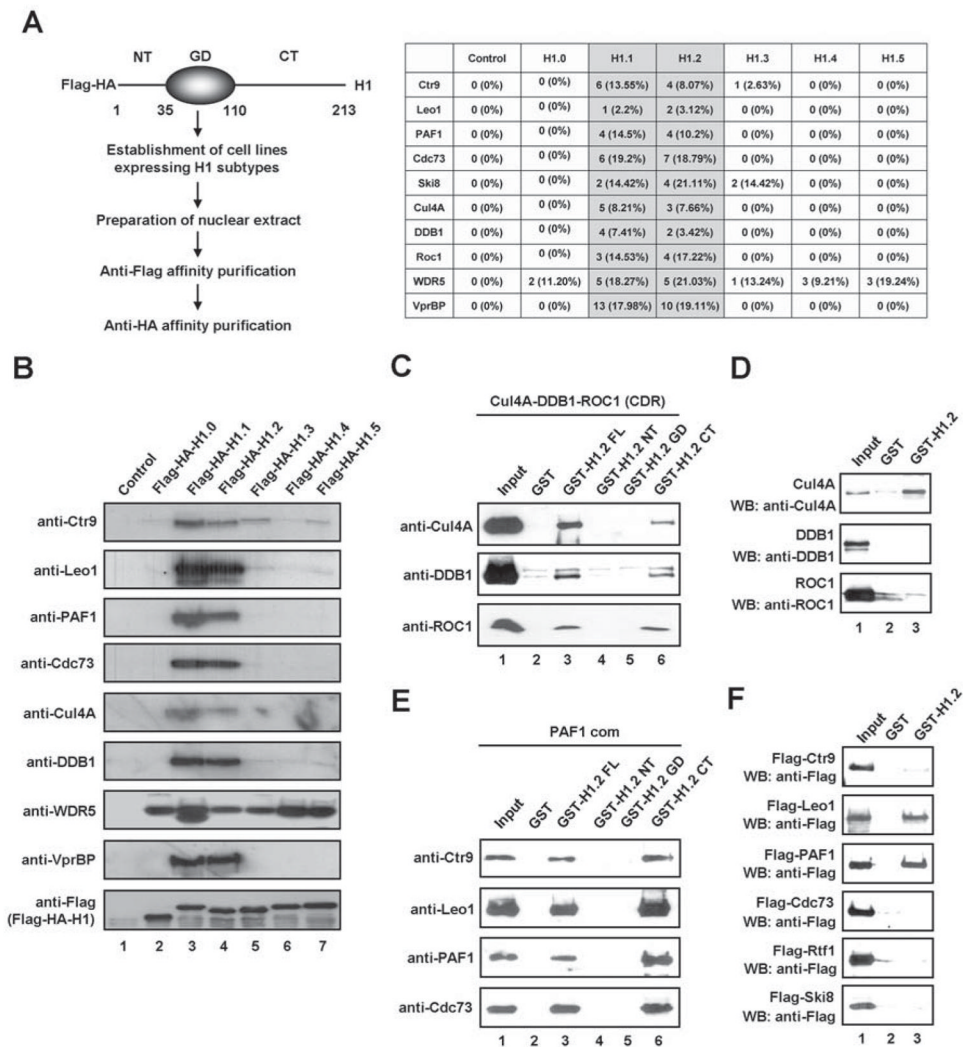 A
NT GD CT
Flag-HA H1
1 35 110 213
Establishment of cell lines
expressing H1 subtypes
Preparation of nuclear extract
Anti-Flag affinity purification
Anti-HA affinity purification
Control H1.0 H1.1 H1.2 H1.3 H1.4 H1.5
Ctr9 0 (0%) 0 (0%) 6 (13.55%) 4 (8.07%) 1 (2.63%) 0 (0%) 0 (0%)
Leo1 0 (0%) 0 (0%) 1 (2.2%) 2 (3.12%) 0 (0%) 0 (0%) 0 (0%)
PAF1 0 (0%) 0 (0%) 4 (14.5%) 4 (10.2%) 0 (0%) 0 (0%) 0 (0%)
Cdc73 0 (0%) 0 (0%) 6 (19.2%) 7 (18.79%) 0 (0%) 0 (0%) 0 (0%)
Ski8 0 (0%) 0 (0%) 2 (14.42%) 4 (21.11%) 2 (14.42%) 0 (0%) 0 (0%)
Cul4A 0 (0%) 0 (0%) 5 (8.21%) 3 (7.66%) 0 (0%) 0 (0%) 0 (0%)
DDB1 0 (0%) 0 (0%) 4 (7.41%) 2 (3.42%) 0 (0%) 0 (0%) 0 (0%)
Roc1 0 (0%) 0 (0%) 3 (14.53%) 4 (17.22%) 0 (0%) 0 (0%) 0 (0%)
WDR5 0 (0%) 2 (11.20%) 5 (18.27%) 5 (21.03%) 1 (13.24%) 3 (9.21%) 3 (19.24%)
VprBP 0 (0%) 0 (0%) 13 (17.98%) 10 (19.11%) 0 (0%) 0 (0%) 0 (0%)
B
Control
Flag-HA-H1.0
Flag-HA-H1.1
Flag-HA-H1.2
Flag-HA-H1.3
Flag-HA-H1.4
Flag-HA-H1.5
anti-Ctr9
anti-Leo1
anti-PAF1
anti-Cdc73
anti-Cul4A
anti-DDB1
anti-WDR5
anti-VprBP
anti-Flag
(Flag-HA-H1)
1 2 3 4 5 6 7
C
Cul4A-DDB1-ROC1 (CDR)
Input
GST
GST-H1.2 FL
GST-H1.2 NT
GST-H1.2 GD
GST-H1.2 CT
anti-Cul4A
anti-DDB1
anti-ROC1
1 2 3 4 5 6
D
Input
GST
GST-H1.2
Cul4A
WB: anti-Cul4A
DDB1
WB: anti-DDB1
ROC1
WB: anti-ROC1
1 2 3
E
PAF1 com
Input
GST
GST-H1.2 FL
GST-H1.2 NT
GST-H1.2 GD
GST-H1.2 CT
anti-Ctr9
anti-Leo1
anti-PAF1
anti-Cdc73
1 2 3 4 5 6
F
Input
GST
GST-H1.2
Flag-Ctr9
WB: anti-Flag
Flag-Leo1
WB: anti-Flag
Flag-PAF1
WB: anti-Flag
Flag-Cdc73
WB: anti-Flag
Flag-Rtf1
WB: anti-Flag
Flag-Ski8
WB: anti-Flag
1 2 3